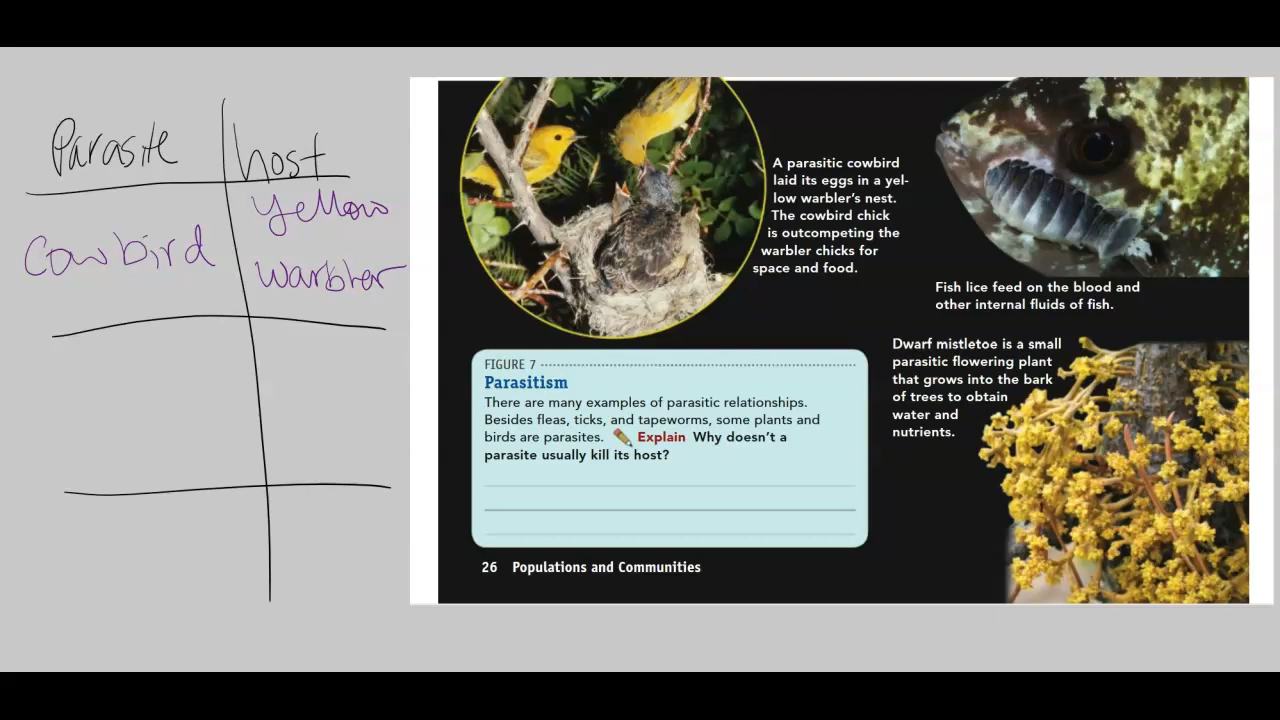 Parasite
host
Cowbird
Yellow
Warbler
A parasitic cowbird
laid its eggs in a yel-
low warbler's nest.
The cowbird chick
is outcompeting the
warbler chicks for
space and food.
Fish lice feed on the blood and
other internal fluids of fish.
Dwarf mistletoe is a small
parasitic flowering plant
that grows into the bark
of trees to obtain
water and
nutrients.
FIGURE 7
Parasitism
There are many examples of parasitic relationships.
Besides fleas, ticks, and tapeworms, some plants and
birds are parasites. Explain Why doesn't a
parasite usually kill its host?
26 Populations and Communities